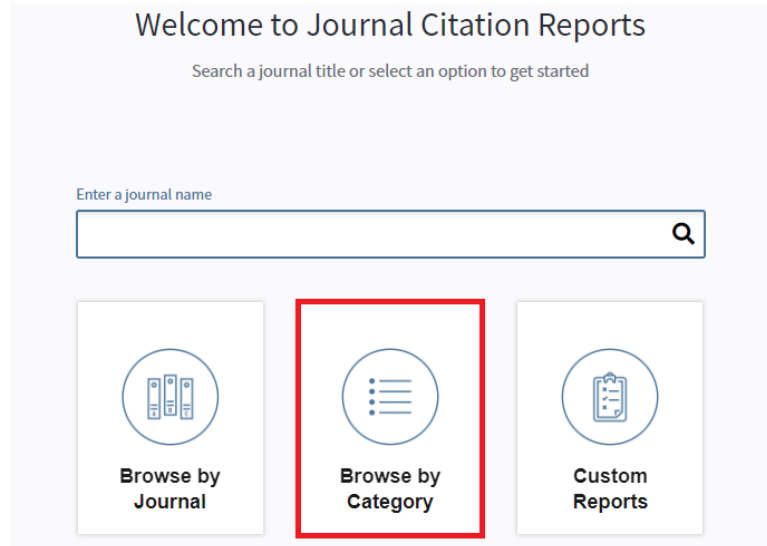 Welcome to Journal Citation Reports
Search a journal title or select an option to get started
Enter a journal name
Browse by
Journal
Browse by
Category
Custom
Reports